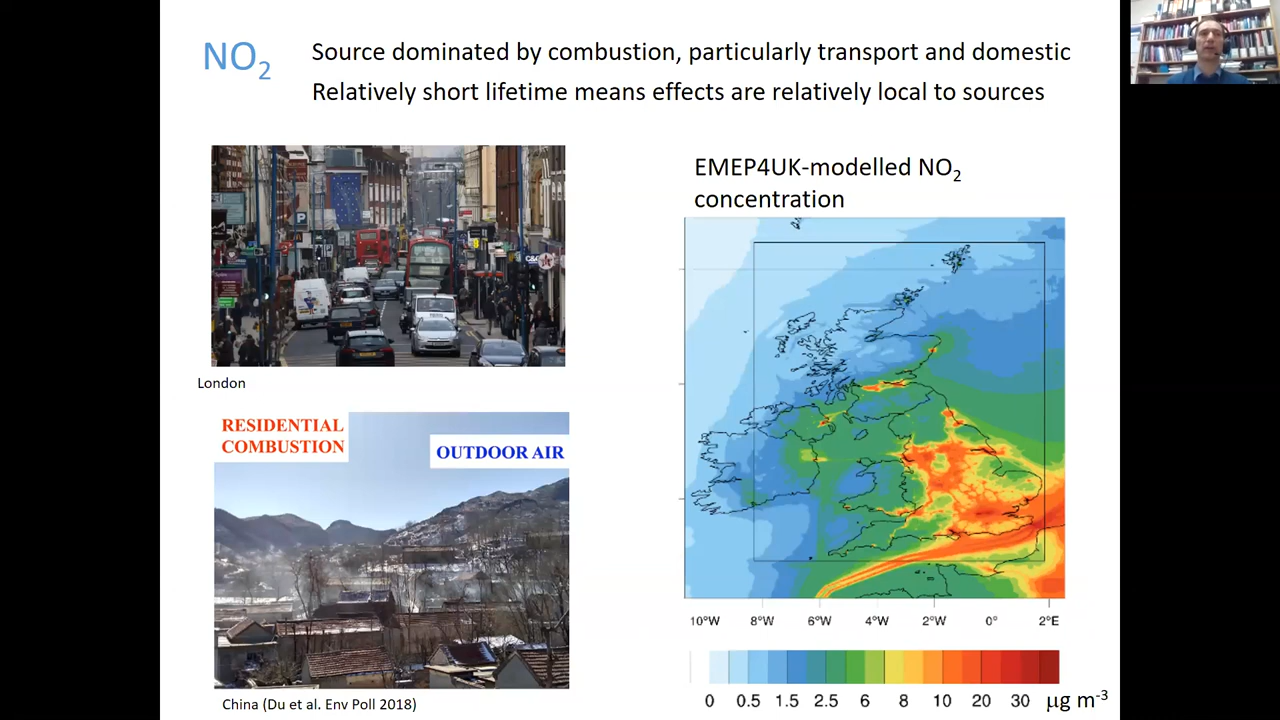 NO2
Source dominated by combustion, particularly transport and domestic
Relatively short lifetime means effects are relatively local to sources
EMEP4UK-modelled NO2
concentration
P
London
RESIDENTIAL
COMBUSTION
OUTDOOR AIR
China (Du et al. Env Poll 2018)
10°W 8°W 6°W 4°W 2°W 0° 2°E
0 0.5 1.5 2.5 6 8 10 20 30 µg m-3